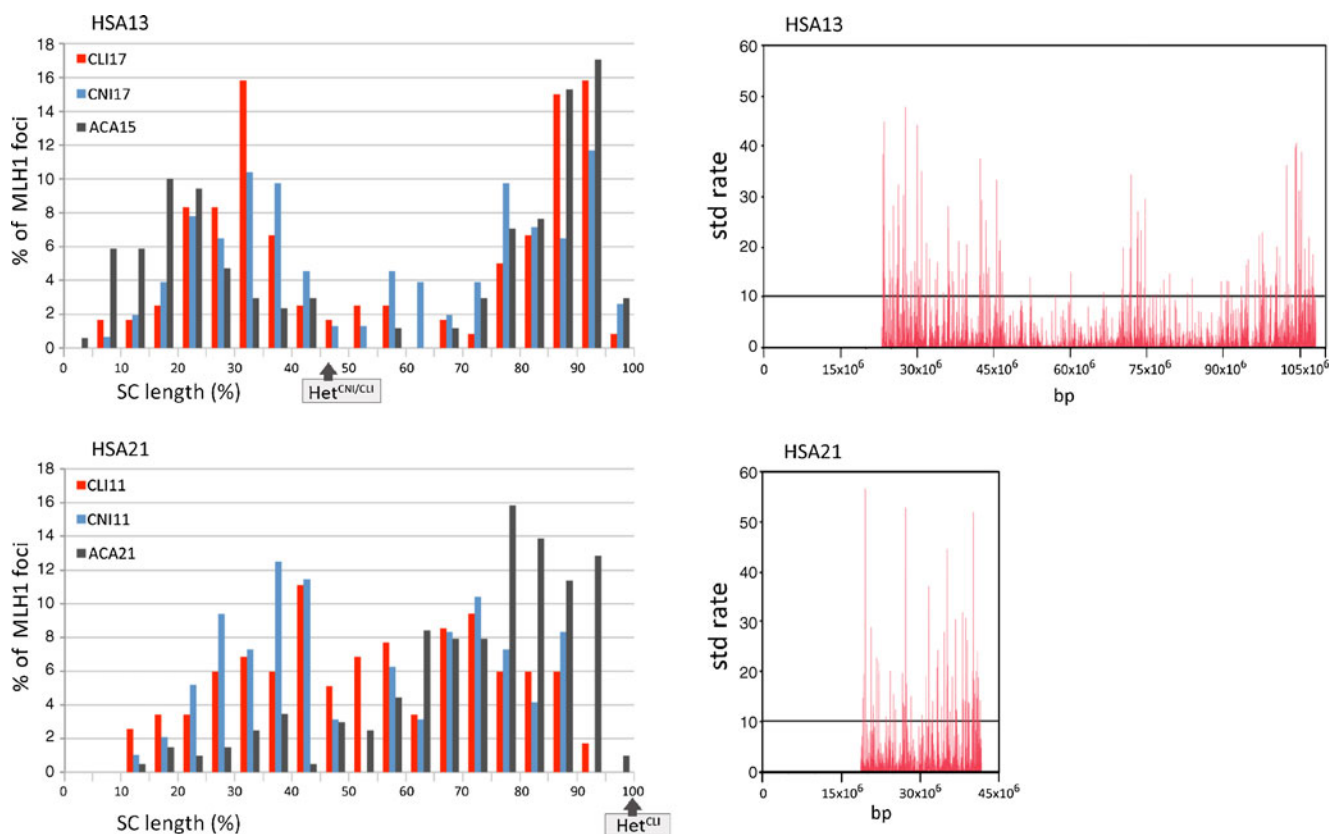 HSA13
% of MLH1 foci
18
16
14
12
10
8
6
4
2
0
CLI17
CNI17
ACA15
0 10 20 30 40 50 60 70 80 90 100
SC length (%)
Het^CNI/CLI
HSA13
std rate
60
50
40
30
20
10
0
0 15x10^6 30x10^6 45x10^6 60x10^6 75x10^6 90x10^6 105x10^6
bp
HSA21
% of MLH1 foci
18
16
14
12
10
8
6
4
2
0
CLI11
CNI11
ACA21
0 10 20 30 40 50 60 70 80 90 100
SC length (%)
Het^CLI
HSA21
std rate
60
50
40
30
20
10
0
0 15x10^6 30x10^6 45x10^6
bp